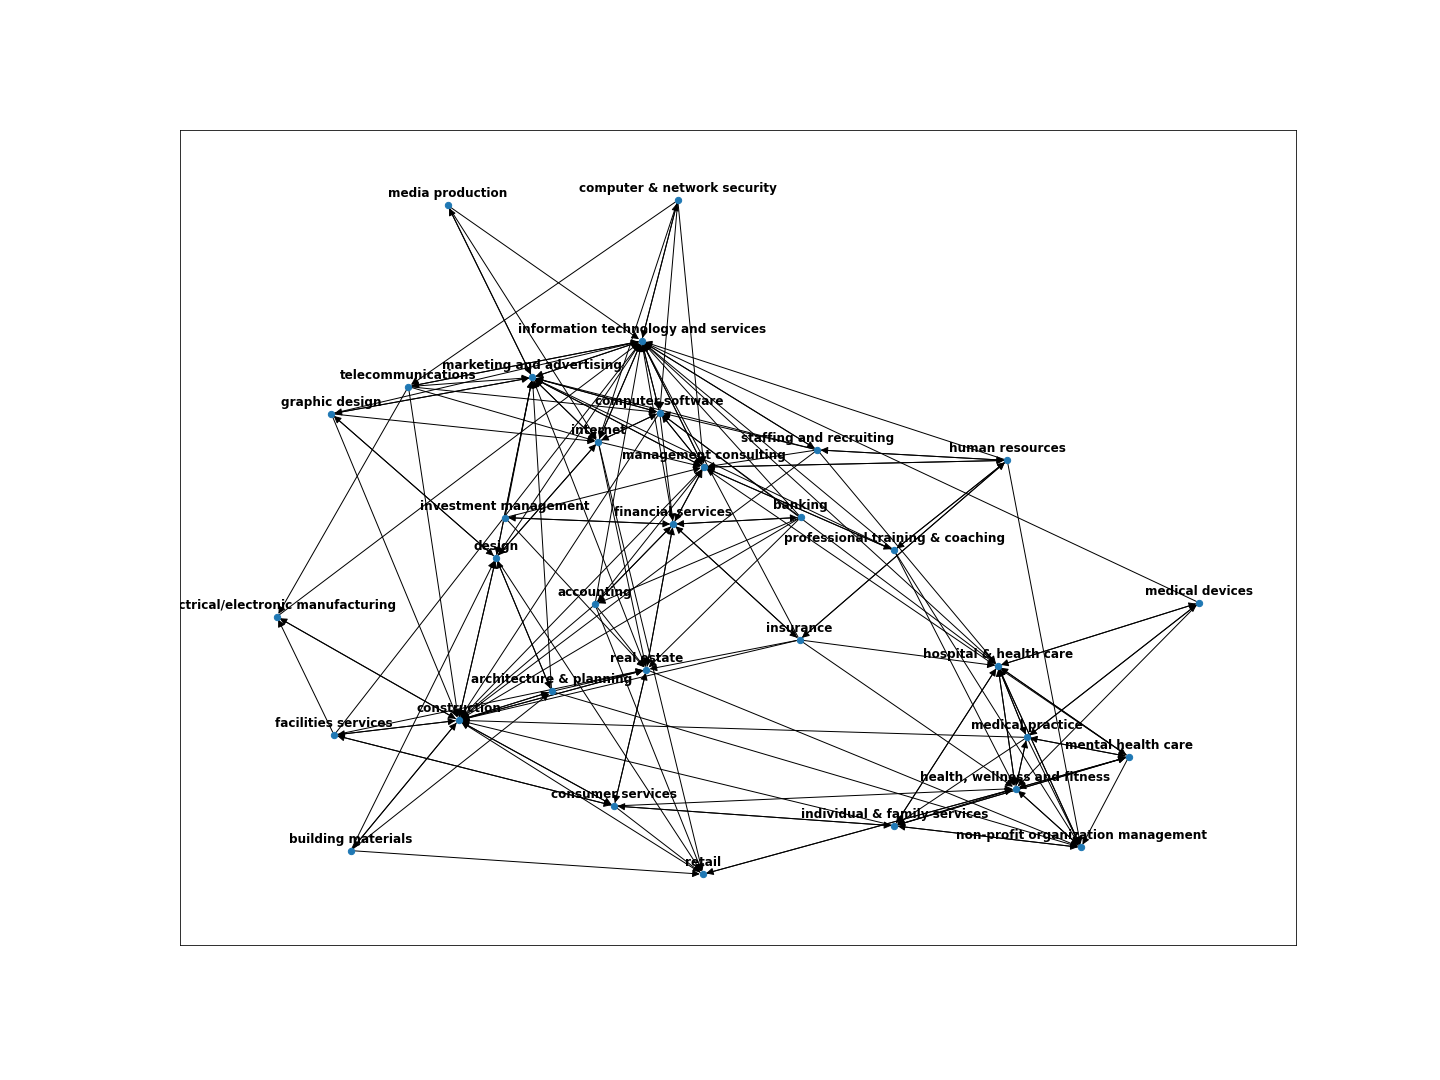 media production
computer & network security
information technology and services
marketing and advertising
telecommunications
graphic design
computer software
internet
staffing and recruiting
human resources
management consulting
investment management
financial services
banking
design
professional training & coaching
accounting
medical devices
ctrical/electronic manufacturing
insurance
real estate
hospital & health care
architecture & planning
construction
facilities services
medical practice
mental health care
health, wellness and fitness
consumer services
individual & family services
building materials
non-profit organization management
retail